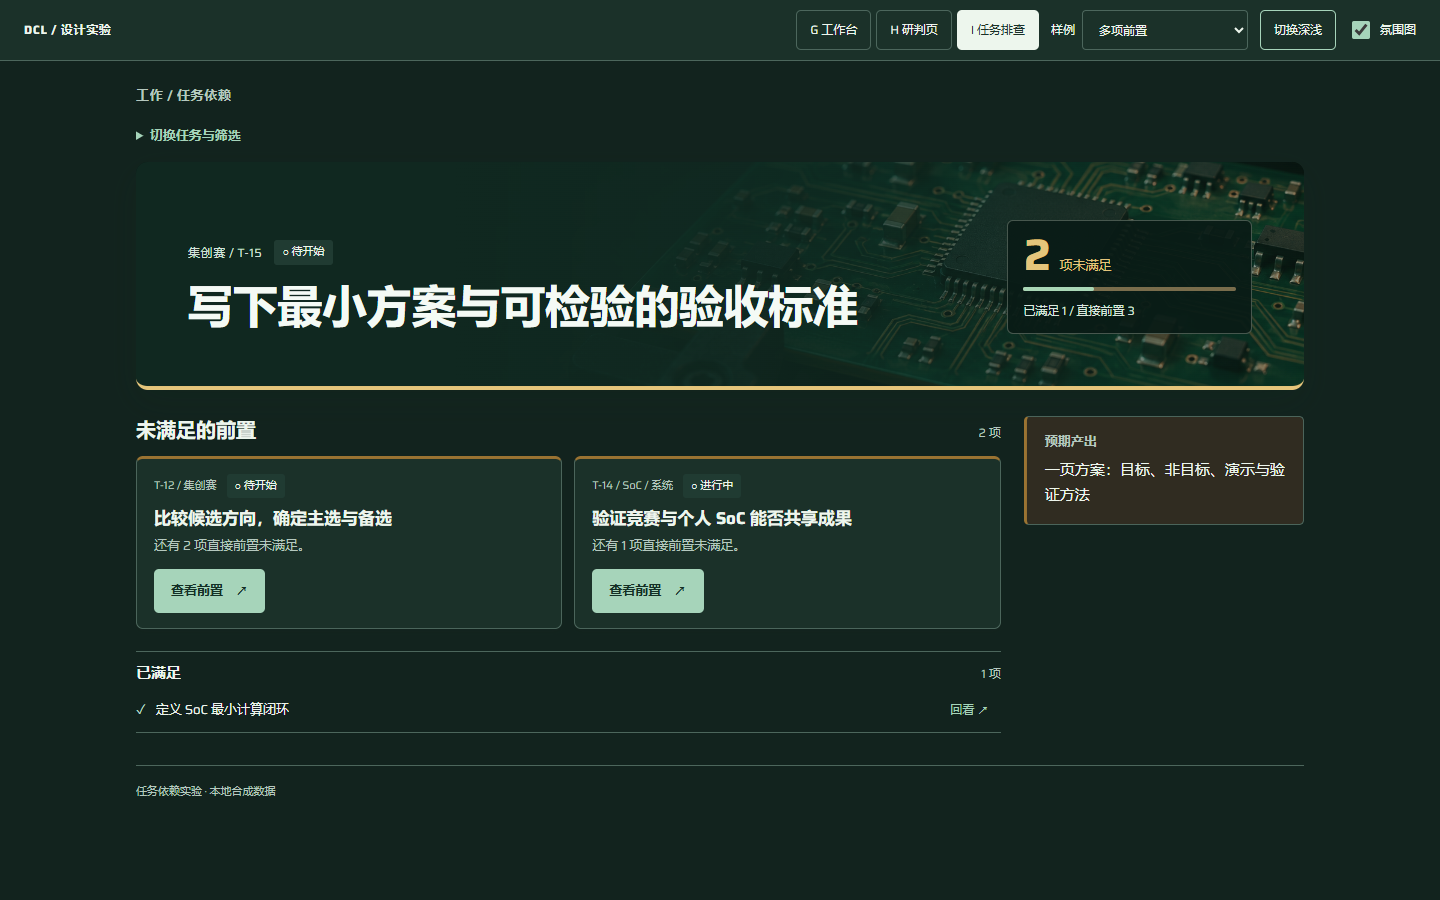 DCL / 设计实验
G 工作台
H 研判页
I 任务排查
样例
多项前置
切换深浅
氛围图
工作 / 任务依赖
▶ 切换任务与筛选
集创赛 / T-15
○ 待开始
写下最小方案与可检验的验收标准
2 项未满足
已满足 1 / 直接前置 3
未满足的前置
2 项
T-12 / 集创赛
○ 待开始
比较候选方向，确定主选与备选
还有 2 项直接前置未满足。
查看前置 ↗
T-14 / SoC / 系统
○ 进行中
验证竞赛与个人 SoC 能否共享成果
还有 1 项直接前置未满足。
查看前置 ↗
预期产出
一页方案：目标、非目标、演示与验
证方法
已满足
1 项
✓ 定义 SoC 最小计算闭环
回看 ↗
任务依赖实验 · 本地合成数据